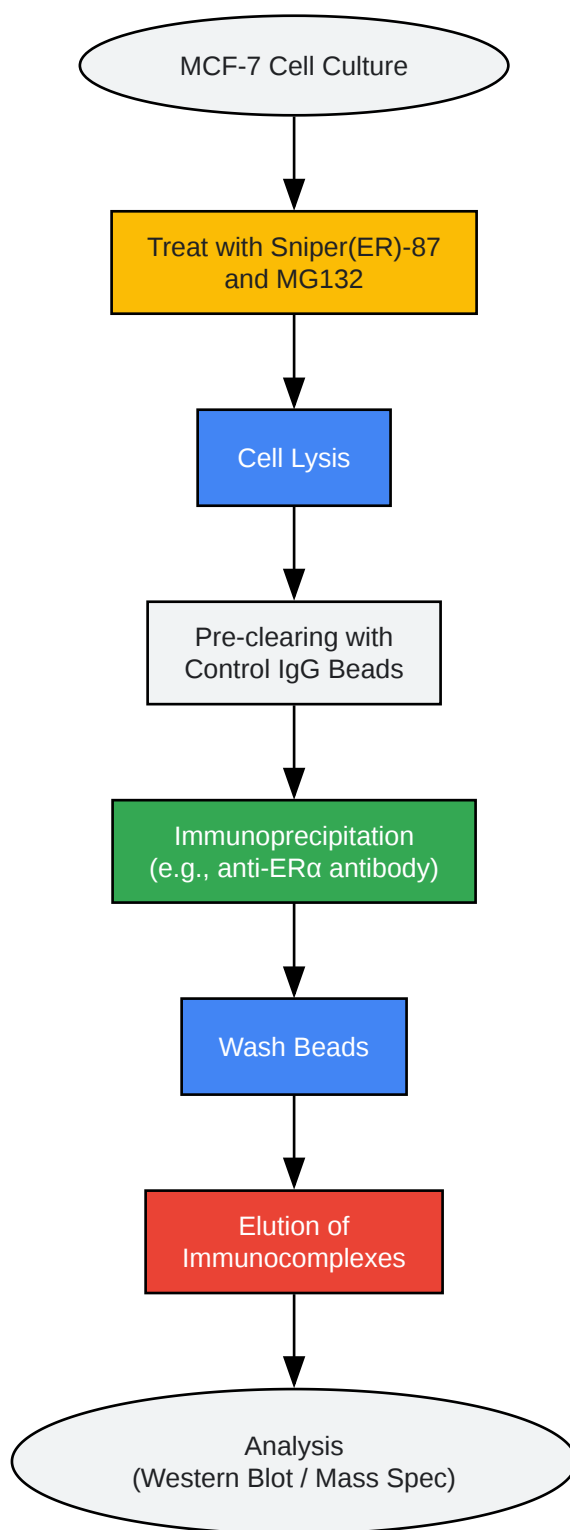 MCF-7 Cell Culture
Treat with Sniper(ER)-87
and MG132
Cell Lysis
Pre-clearing with
Control IgG Beads
Immunoprecipitation
(e.g., anti-ERα antibody)
Wash Beads
Elution of
Immunocomplexes
Analysis
(Western Blot / Mass Spec)